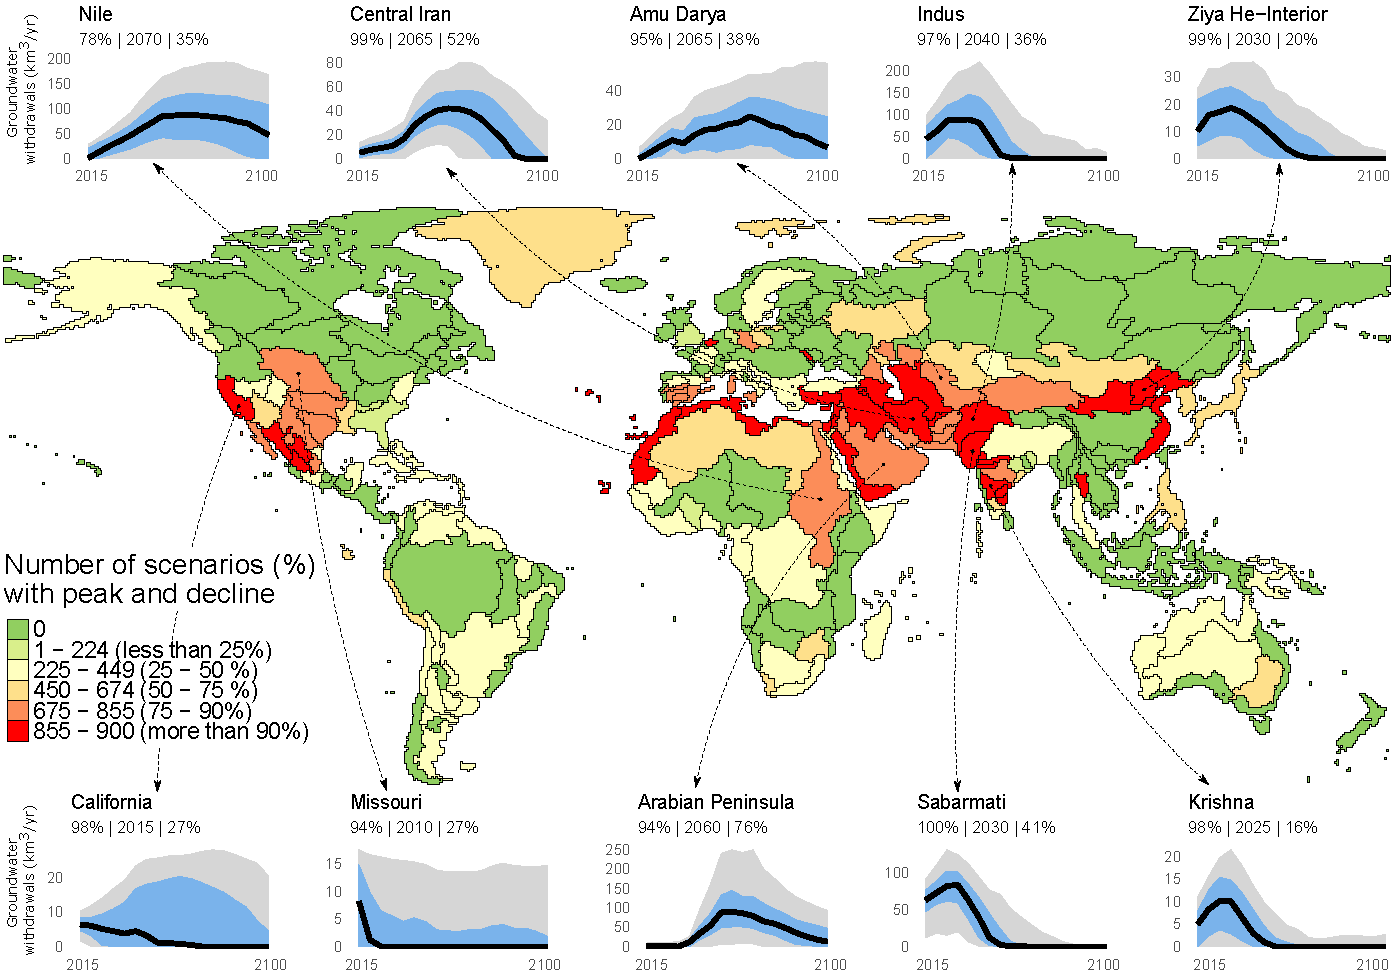 Nile
78% | 2070 | 35%
Groundwater
withdrawals (km3/yr)
200
150
100
50
0
2015
2100
Central Iran
99% | 2065 | 52%
80
60
40
20
0
2015
2100
Amu Darya
95% | 2065 | 38%
40
20
0
2015
2100
Indus
97% | 2040 | 36%
200
150
100
50
0
2015
2100
Ziya He−Interior
99% | 2030 | 20%
30
20
10
0
2015
2100
Number of scenarios (%)
with peak and decline
0
1 − 224 (less than 25%)
225 − 449 (25 − 50 %)
450 − 674 (50 − 75 %)
675 − 855 (75 − 90%)
855 − 900 (more than 90%)
California
98% | 2015 | 27%
Groundwater
withdrawals (km3/yr)
20
10
0
2015
2100
Missouri
94% | 2010 | 27%
15
10
5
0
2015
2100
Arabian Peninsula
94% | 2060 | 76%
250
200
150
100
50
0
2015
2100
Sabarmati
100% | 2030 | 41%
100
50
0
2015
2100
Krishna
98% | 2025 | 16%
20
15
10
5
0
2015
2100